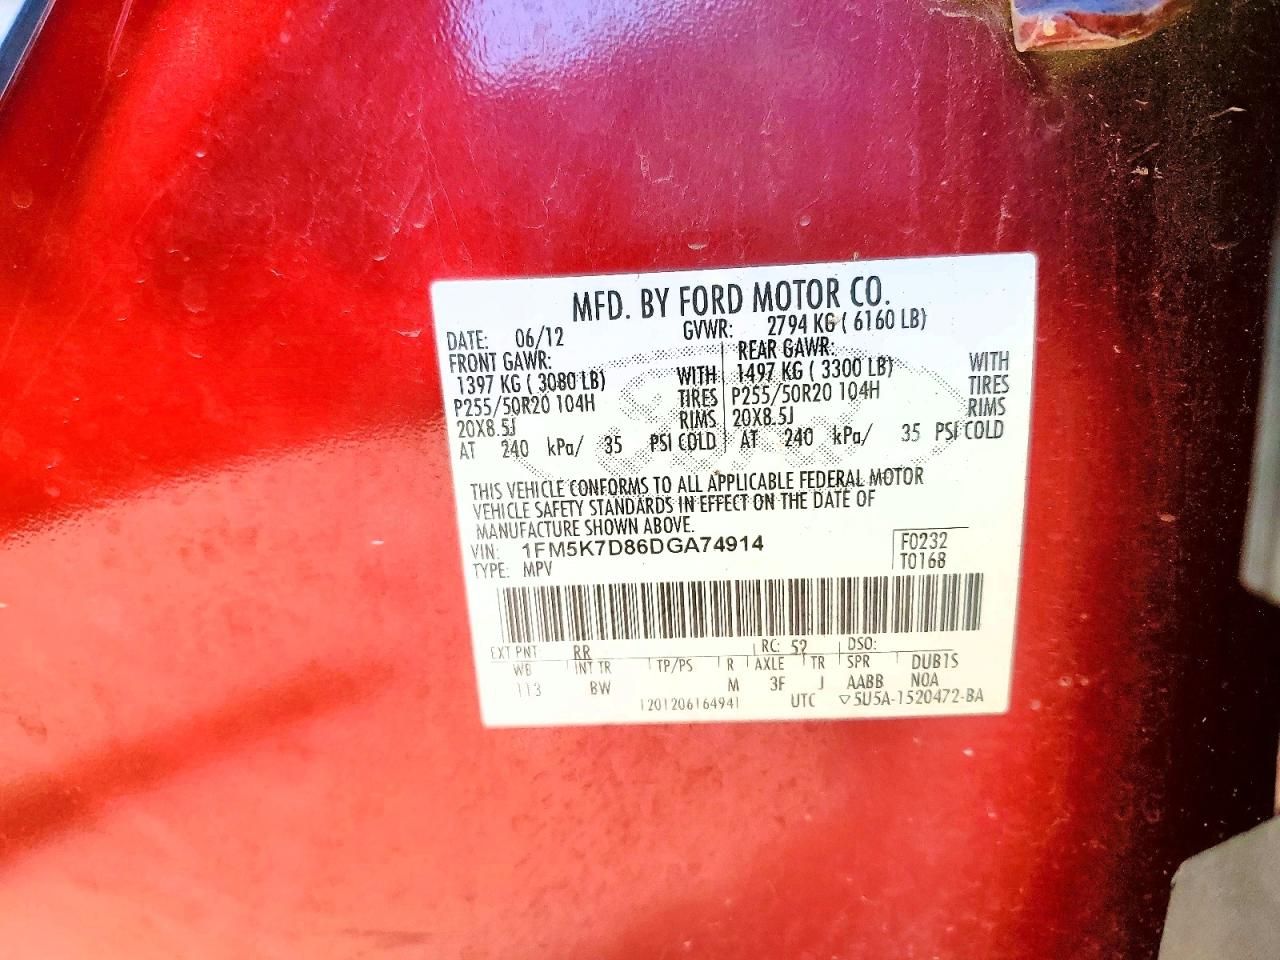 MFD. BY FORD MOTOR CO.
DATE: 06/12 GVWR: 2794 KG ( 6160 LB)
FRONT GAWR: REAR GAWR: WITH
1397 KG ( 3080 LB) WITH 1497 KG ( 3300 LB) TIRES
P255/50R20 104H TIRES P255/50R20 104H RIMS
20X8.5J RIMS 20X8.5J
AT 240 kPa/ 35 PSI COLD AT 240 kPa/ 35 PSI COLD
THIS VEHICLE CONFORMS TO ALL APPLICABLE FEDERAL MOTOR
VEHICLE SAFETY STANDARDS IN EFFECT ON THE DATE OF
MANUFACTURE SHOWN ABOVE.
VIN: 1FM5K7D86DGA74914 F0232
TYPE: MPV T0168
EXT PNT RR RC: 52 DSO:
WB INT TR TP/PS R AXLE TR SPR DUB1S
113 BW M 3F J AABB NOA
1201206164941 UTC ▽5U5A-1520472-BA